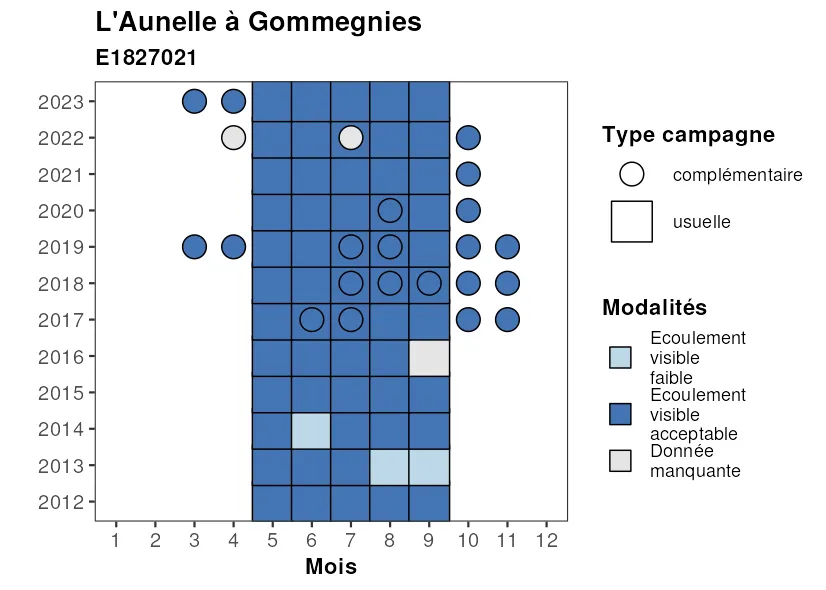 L'Aunelle à Gommegnies
E1827021
2023
2022
2021
2020
2019
2018
2017
2016
2015
2014
2013
2012
1 2 3 4 5 6 7 8 9 10 11 12
Mois
Type campagne
complémentaire
usuelle
Modalités
Ecoulement
visible
faible
Ecoulement
visible
acceptable
Donnée
manquante